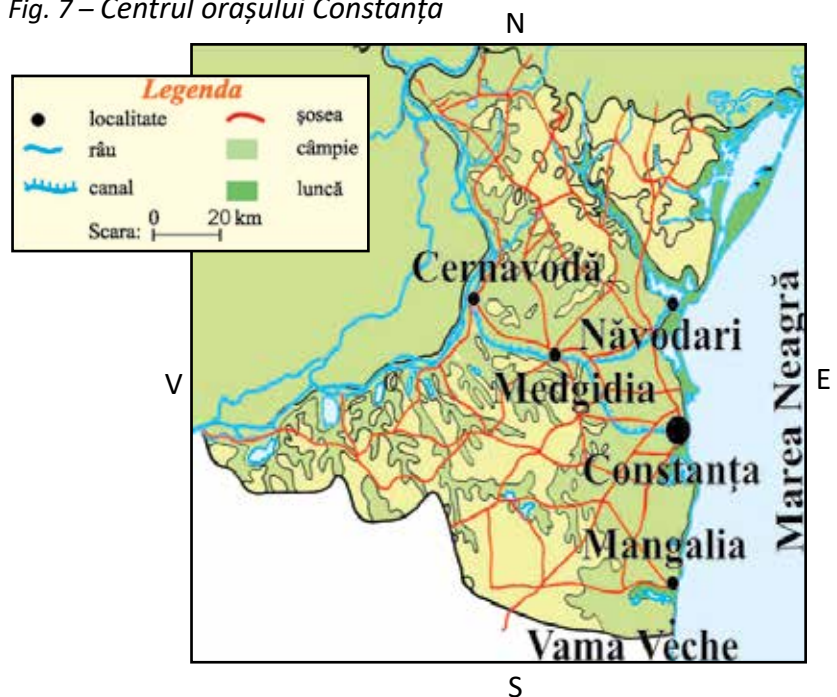 Fig. 7 – Centrul orașului Constanța
N
Legenda
localitate
șosea
râu
câmpie
canal
luncă
Scara: 0 20 km
Cernavodă
Năvodari
Medgidia
V
E
Marea Neagră
Constanța
Mangalia
Vama Veche
S